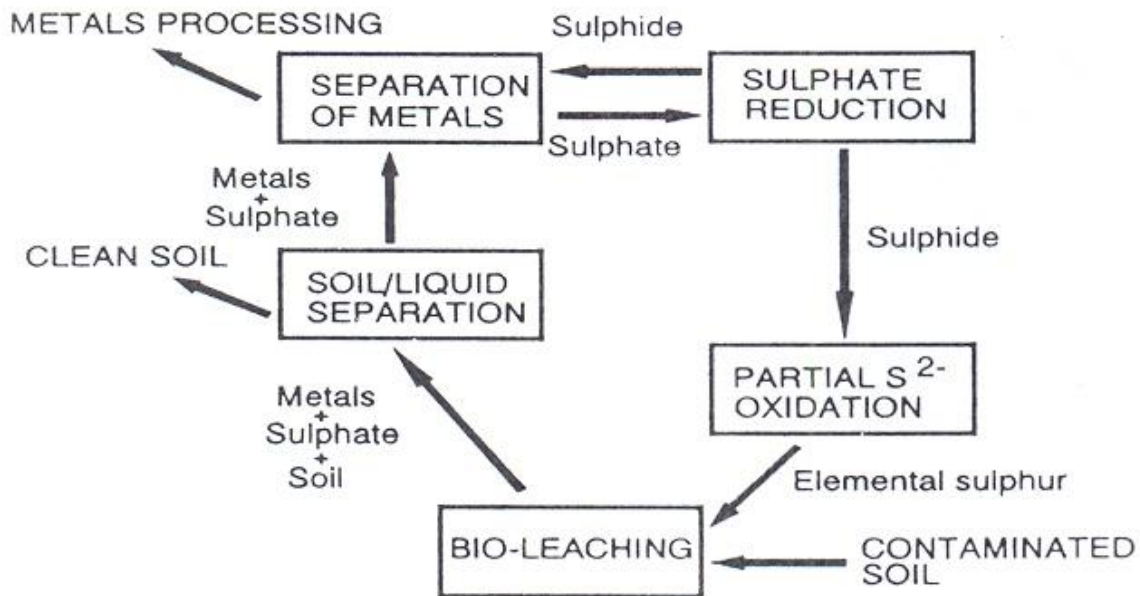 METALS PROCESSING
Sulphide
SEPARATION
OF METALS
SULPHATE
REDUCTION
Sulphate
Metals
+
Sulphate
Sulphide
CLEAN SOIL
SOIL/LIQUID
SEPARATION
PARTIAL S 2-
OXIDATION
Metals
+
Sulphate
+
Soil
Elemental sulphur
BIO-LEACHING
CONTAMINATED
SOIL